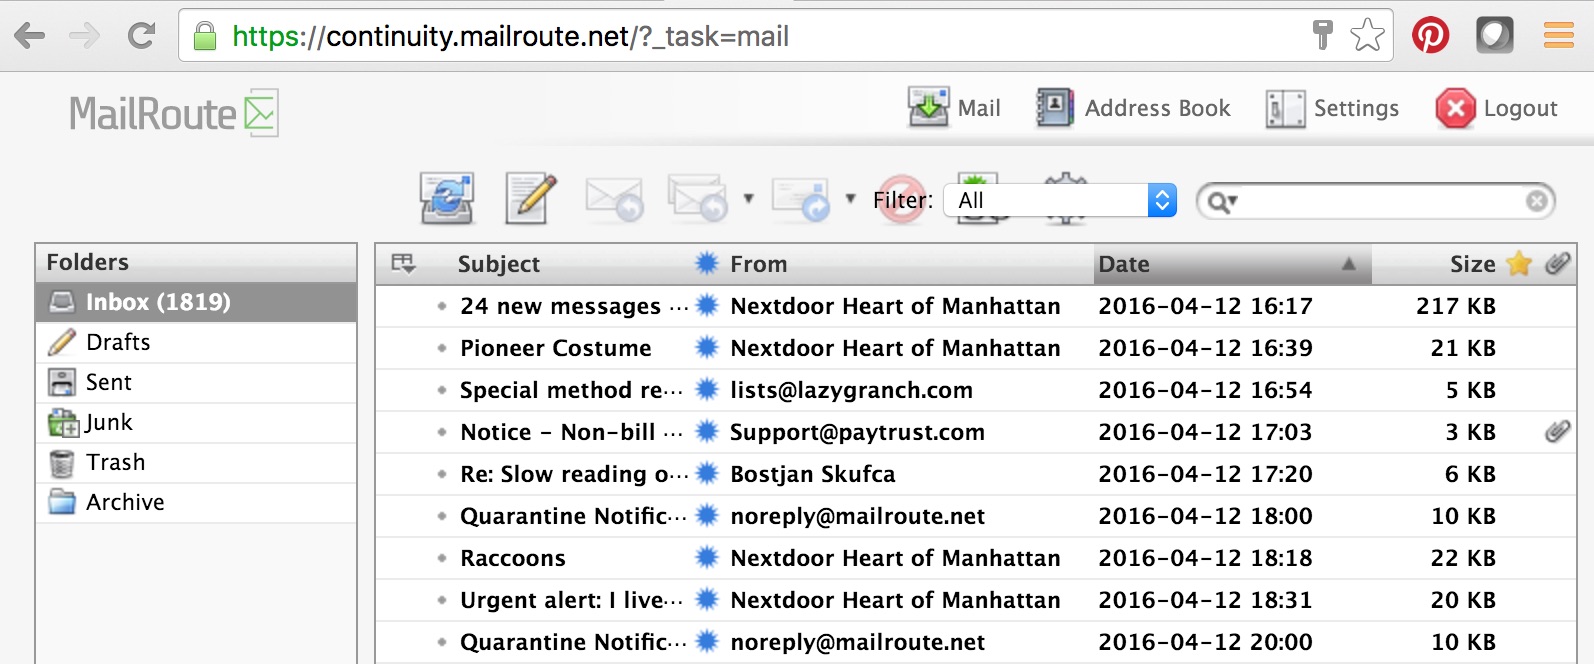 https://continuity.mailroute.net/?_task=mail
MailRoute
Mail Address Book Settings Logout
Filter: All
Folders
Inbox (1819)
Drafts
Sent
Junk
Trash
Archive
Subject From Date Size
24 new messages ... Nextdoor Heart of Manhattan 2016-04-12 16:17 217 KB
Pioneer Costume Nextdoor Heart of Manhattan 2016-04-12 16:39 21 KB
Special method re... lists@lazygranch.com 2016-04-12 16:54 5 KB
Notice - Non-bill ... Support@paytrust.com 2016-04-12 17:03 3 KB
Re: Slow reading o... Bostjan Skufca 2016-04-12 17:20 6 KB
Quarantine Notific... noreply@mailroute.net 2016-04-12 18:00 10 KB
Raccoons Nextdoor Heart of Manhattan 2016-04-12 18:18 22 KB
Urgent alert: I live... Nextdoor Heart of Manhattan 2016-04-12 18:31 20 KB
Quarantine Notific... noreply@mailroute.net 2016-04-12 20:00 10 KB